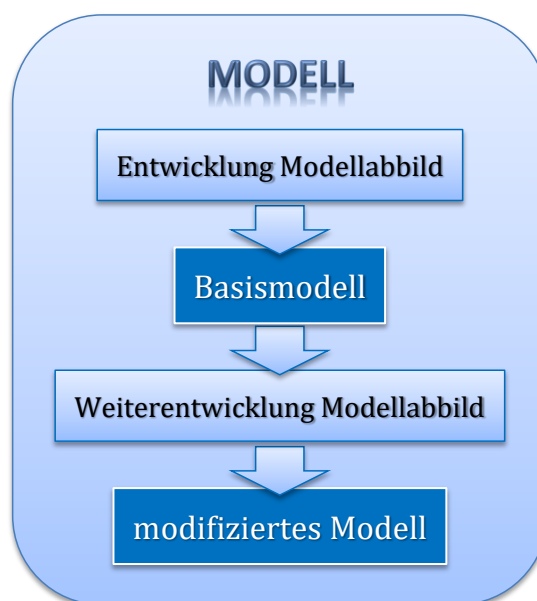 MODELL
Entwicklung Modellabbild
Basismodell
Weiterentwicklung Modellabbild
modifiziertes Modell